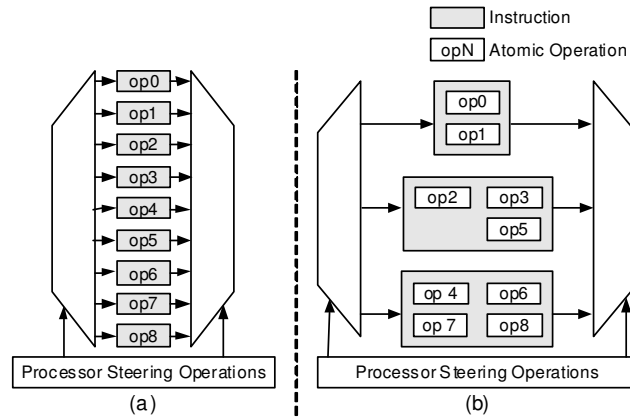 Instruction
opN Atomic Operation
op0
op1
op2
op3
op4
op5
op6
op7
op8
Processor Steering Operations
(a)
op0
op1
op2 op3
op5
op 4 op6
op 7 op8
Processor Steering Operations
(b)